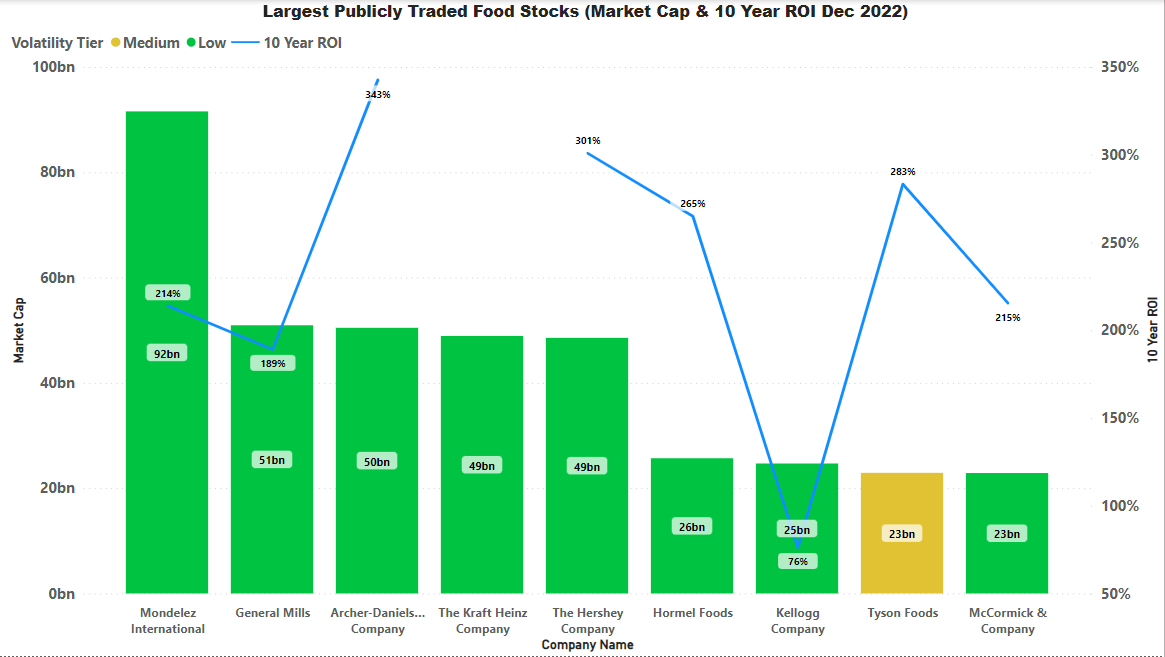 Largest Publicly Traded Food Stocks (Market Cap & 10 Year ROI Dec 2022)
Volatility Tier Medium Low 10 Year ROI
100bn
80bn
60bn
40bn
20bn
0bn
Market Cap
350%
300%
250%
200%
150%
100%
50%
10 Year ROI
214%
189%
343%
301%
265%
76%
283%
215%
92bn
51bn
50bn
49bn
49bn
26bn
25bn
23bn
23bn
Mondelez
International
General Mills
Archer-Daniels...
Company
The Kraft Heinz
Company
The Hershey
Company
Hormel Foods
Kellogg
Company
Tyson Foods
McCormick &
Company
Company Name